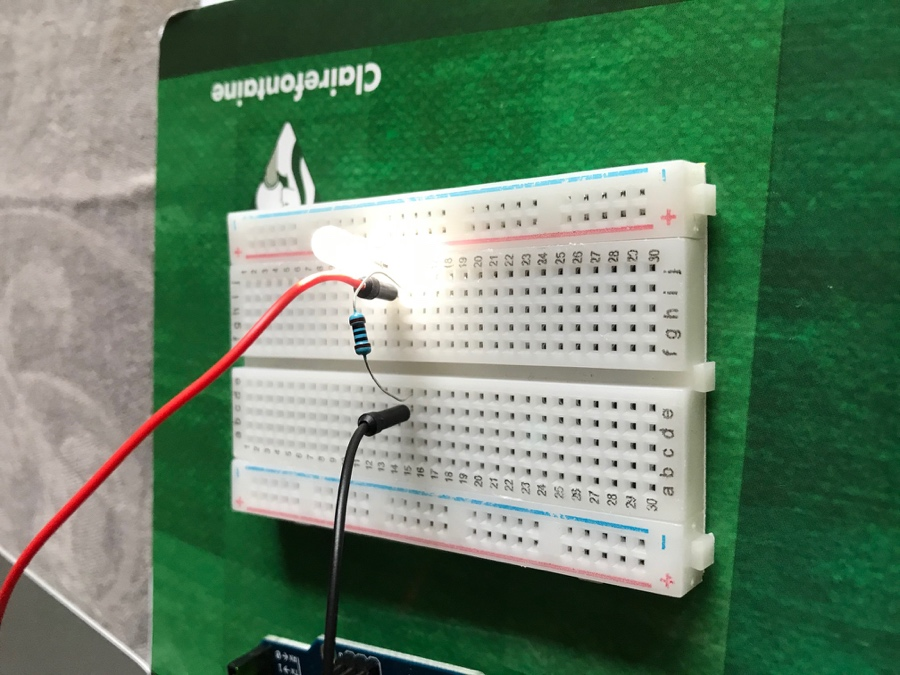 Clairefontaine
- +
+
18 19 20 21 22 23 24 25 26 27 28 29 30
j
i
h
g
f
e
d
c
b
a
11 12 13 14 15 16 17 18 19 20 21 22 23 24 25 26 27 28 29 30
- -
+ +